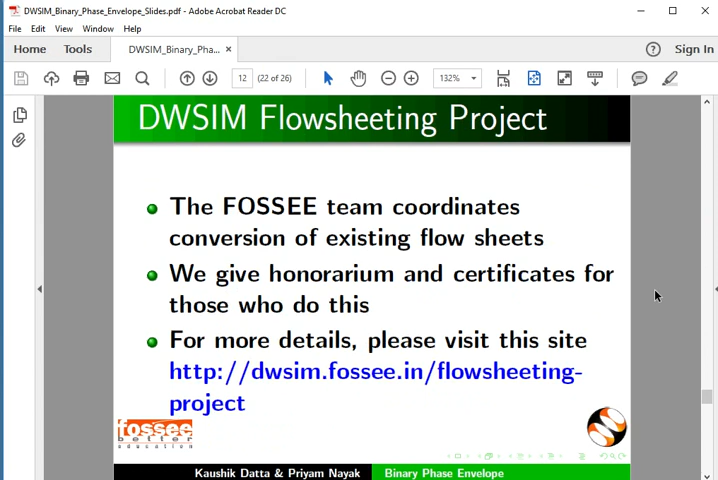 DWSIM_Binary_Phase_Envelope_Slides.pdf - Adobe Acrobat Reader DC
File Edit View Window Help
Home Tools DWSIM_Binary_Pha... × ? Sign In
12 (22 of 26) 132%
DWSIM Flowsheeting Project
The FOSSEE team coordinates
conversion of existing flow sheets
We give honorarium and certificates for
those who do this
For more details, please visit this site
http://dwsim.fossee.in/flowsheeting-
project
fossee
better
education
Kaushik Datta & Priyam Nayak Binary Phase Envelope